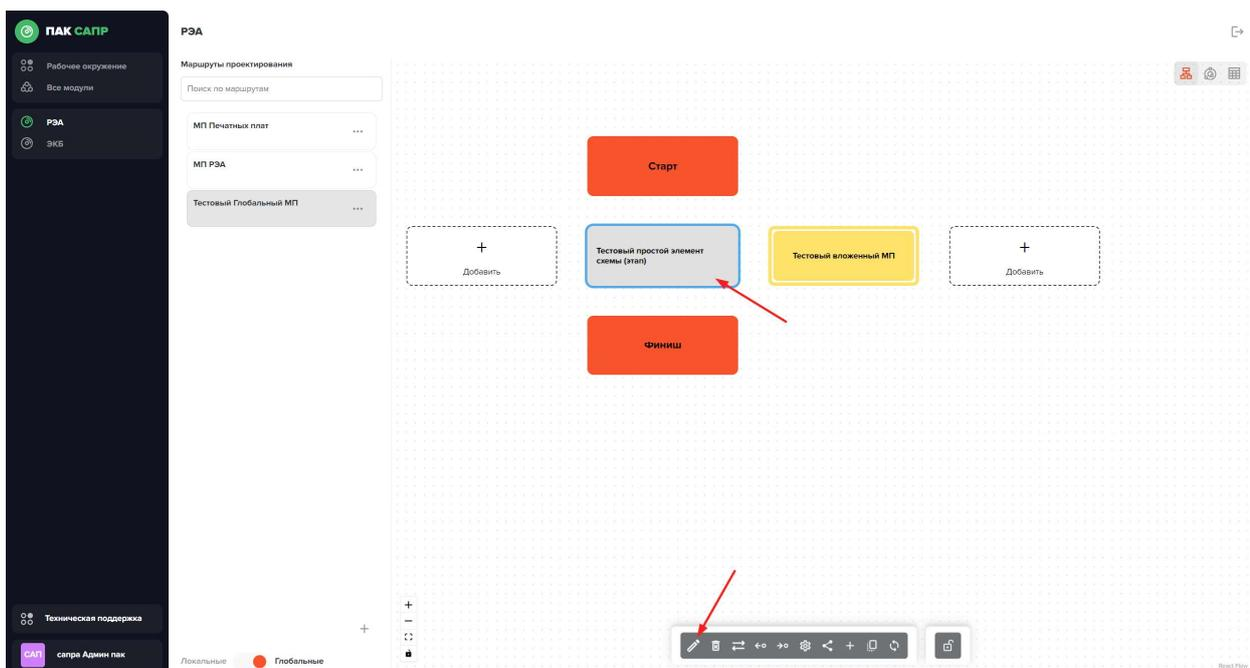 ПАК САПР
Рабочее окружение
Все модули
РЭА
ЭКБ
Техническая поддержка
САП
сапра Админ пак
РЭА
Маршруты проектирования
Поиск по маршрутам
МП Печатных плат
МП РЭА
Тестовый Глобальный МП
Локальные
Глобальные
Старт
Добавить
Тестовый простой элемент
схемы (этап)
Тестовый вложенный МП
Добавить
Финиш
React Flow